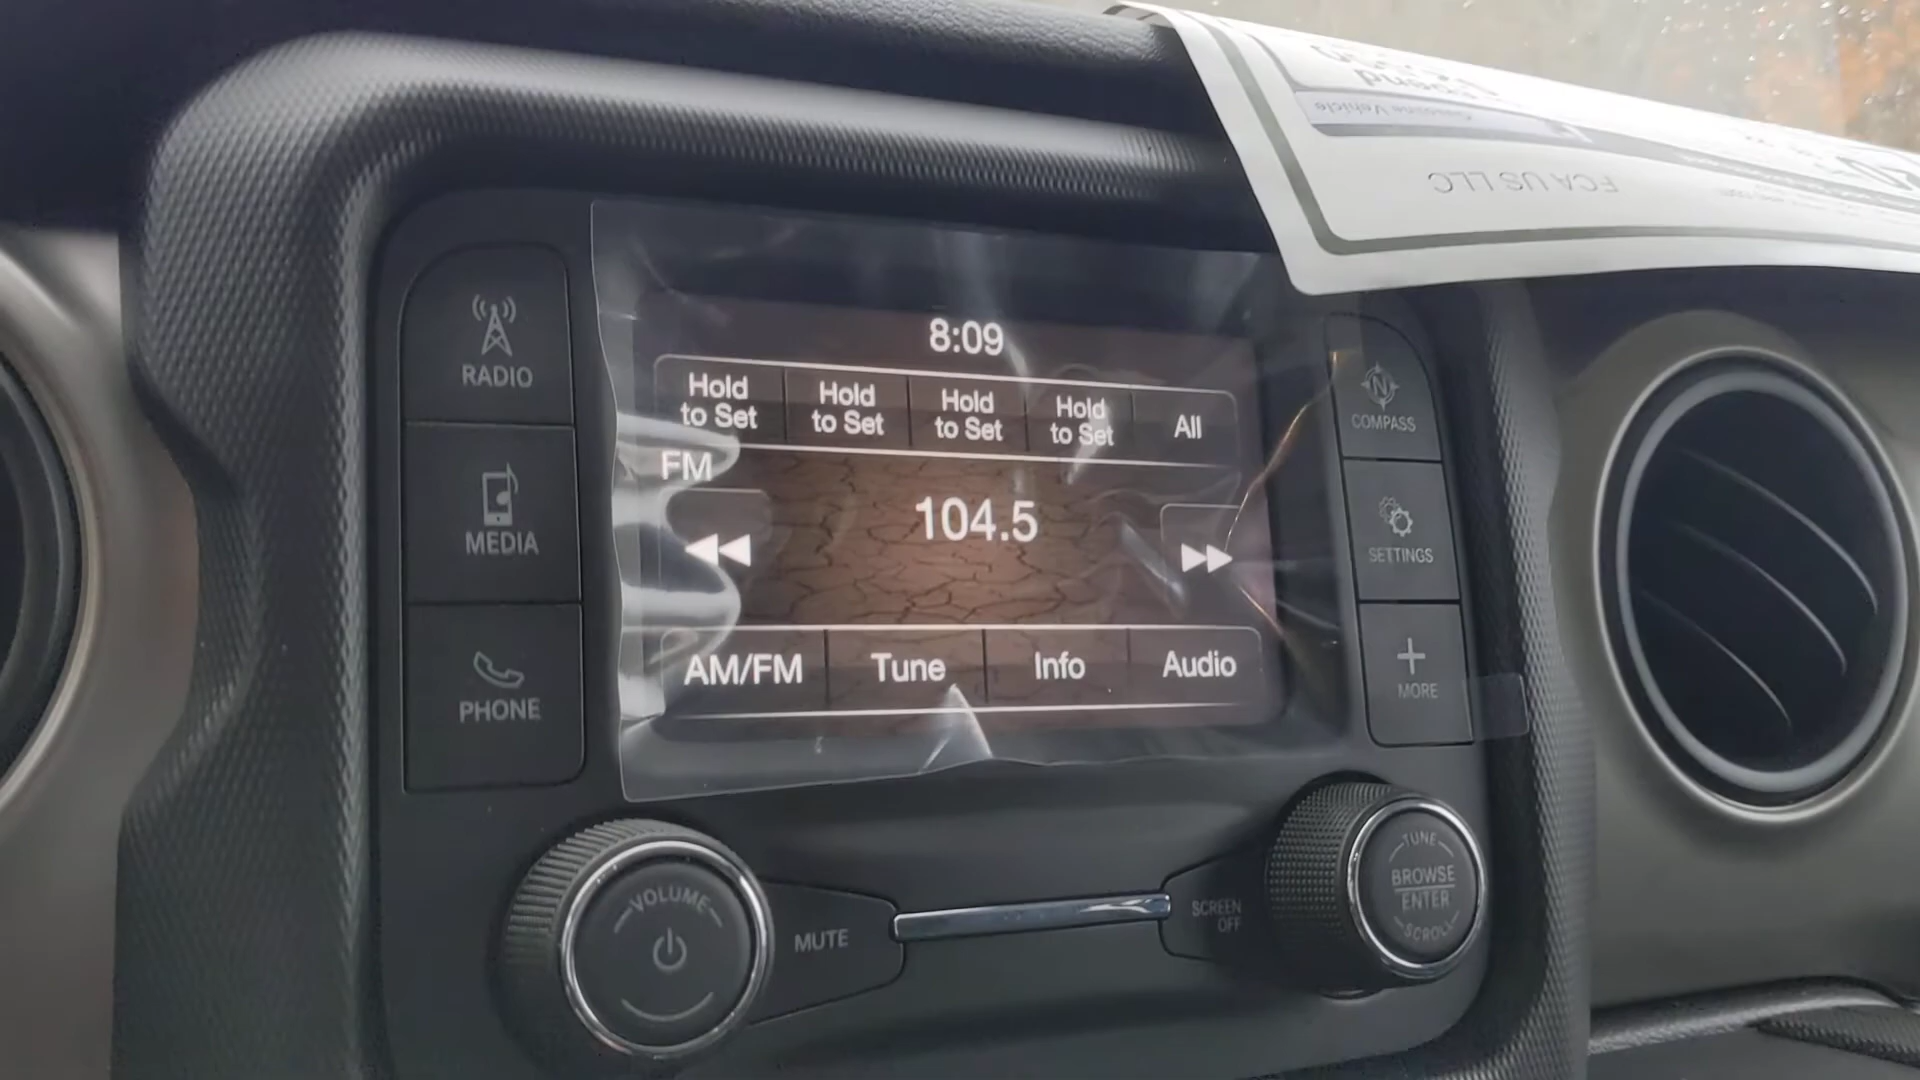 Gasoline Vehicle
FCA US LLC
RADIO
MEDIA
PHONE
8:09
Hold to Set
Hold to Set
Hold to Set
Hold to Set
All
FM
104.5
AM/FM
Tune
Info
Audio
N
COMPASS
SETTINGS
MORE
VOLUME
MUTE
SCREEN OFF
TUNE
BROWSE
ENTER
SCROLL